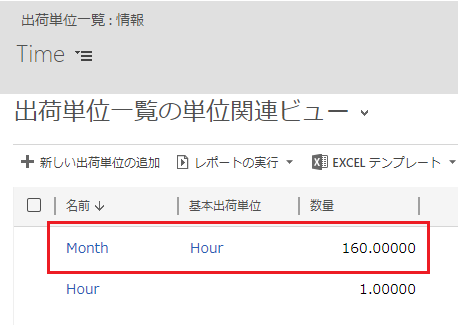 出荷単位一覧 : 情報
Time
出荷単位一覧の単位関連ビュー
新しい出荷単位の追加 レポートの実行 EXCEL テンプレート
名前 ↓ 基本出荷単位 数量
Month Hour 160.00000
Hour 1.00000